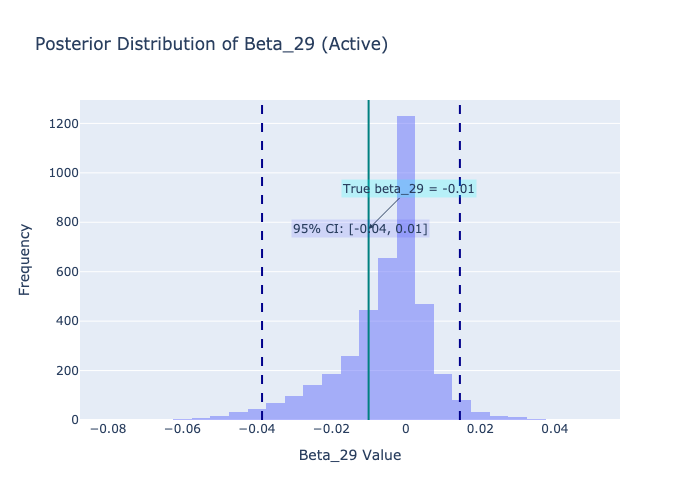 Posterior Distribution of Beta_29 (Active)
1200
1000
800
600
400
200
0
Frequency
True beta_29 = -0.01
95% CI: [-0.04, 0.01]
−0.08
−0.06
−0.04
−0.02
0
0.02
0.04
Beta_29 Value